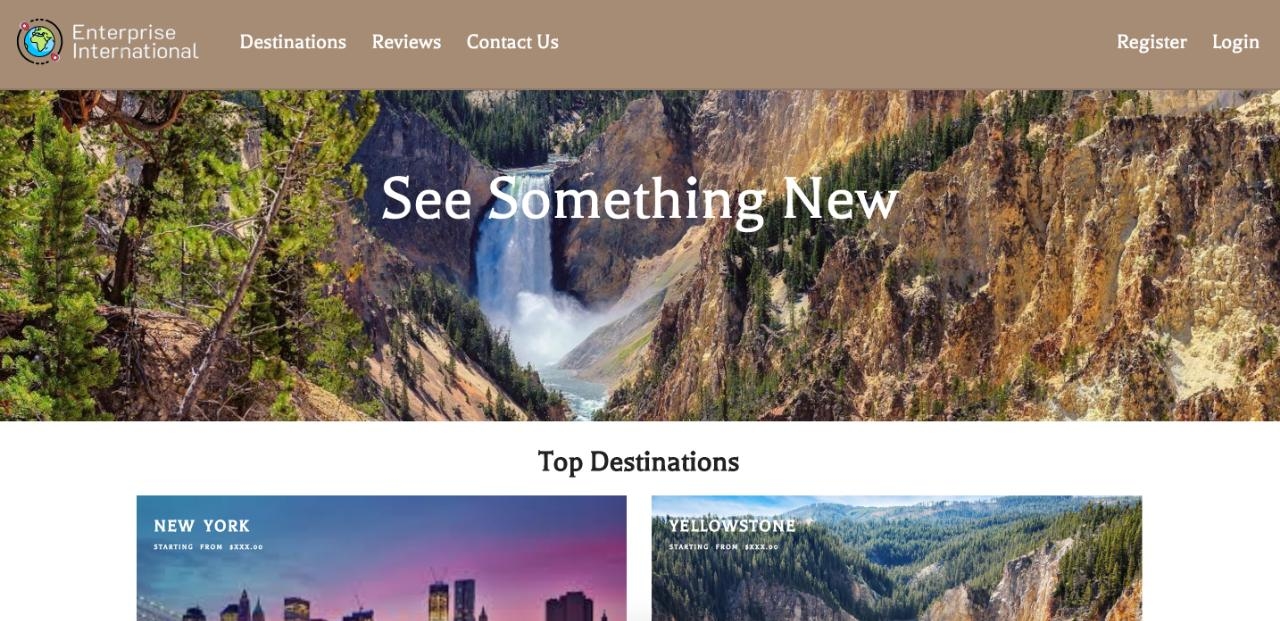 Enterprise
International
Destinations Reviews Contact Us
Register Login
See Something New
Top Destinations
NEW YORK
STARTING FROM $XXX.00
YELLOWSTONE
STARTING FROM $XXX.00